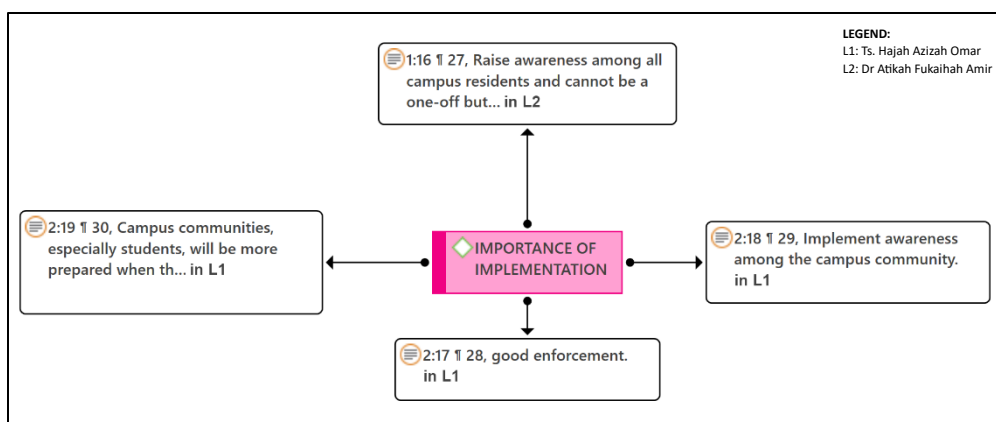 LEGEND:
L1: Ts. Hajah Azizah Omar
L2: Dr Atikah Fukaihah Amir
1:16 ¶ 27, Raise awareness among all
campus residents and cannot be a
one-off but... in L2
2:19 ¶ 30, Campus communities,
especially students, will be more
prepared when th... in L1
IMPORTANCE OF
IMPLEMENTATION
2:18 ¶ 29, Implement awareness
among the campus community.
in L1
2:17 ¶ 28, good enforcement.
in L1